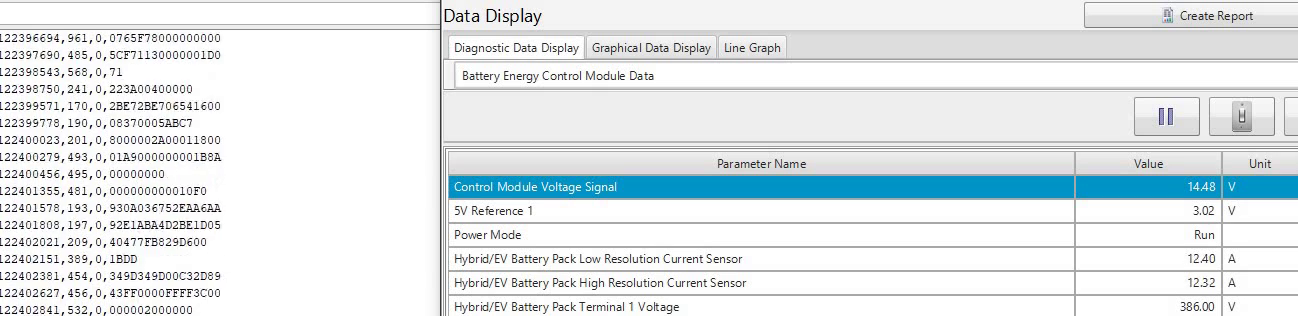 122396694,961,0,0765F78000000000
122397690,485,0,5CF71130000001D0
122398543,568,0,71
122398750,241,0,223A00400000
122399571,170,0,2BE72BE706541600
122399778,190,0,08370005ABC7
122400023,201,0,8000002A00011800
122400279,493,0,01A9000000001B8A
122400456,495,0,00000000
122401355,481,0,000000000010F0
122401578,193,0,930A036752EAA6AA
122401808,197,0,92E1ABA4D2BE1D05
122402021,209,0,40477FB829D600
122402151,389,0,1BDD
122402381,454,0,349D349D00C32D89
122402627,456,0,43FF0000FFFF3C00
122402841,532,0,000002000000
Data Display
Create Report
Diagnostic Data Display Graphical Data Display Line Graph
Battery Energy Control Module Data
Parameter Name Value Unit
Control Module Voltage Signal 14.48 V
5V Reference 1 3.02 V
Power Mode Run
Hybrid/EV Battery Pack Low Resolution Current Sensor 12.40 A
Hybrid/EV Battery Pack High Resolution Current Sensor 12.32 A
Hybrid/EV Battery Pack Terminal 1 Voltage 386.00 V